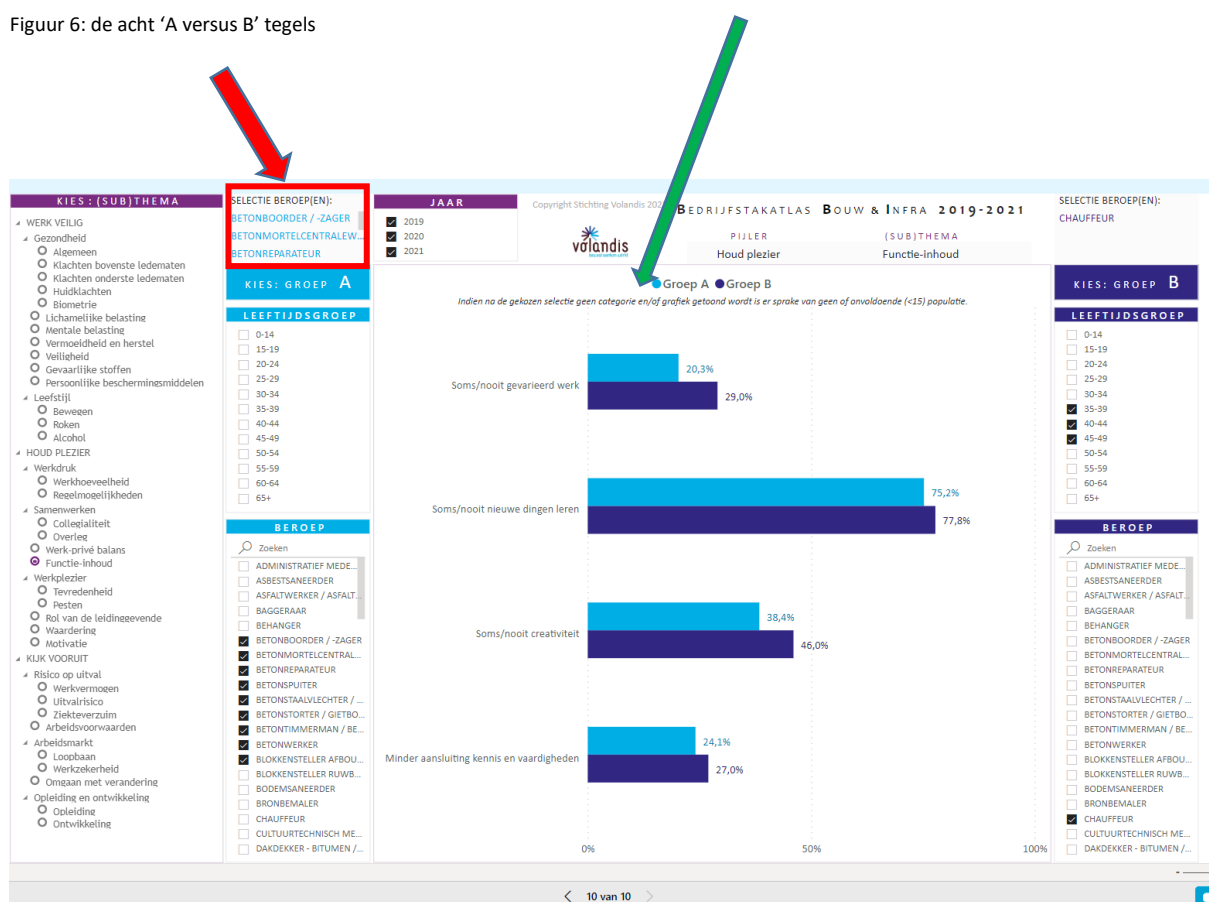 Figuur 6: de acht ‘A versus B’ tegels
KIES: (SUB)THEMA
WERK VEILIG
Gezondheid
Algemeen
Klachten bovenste ledematen
Klachten onderste ledematen
Huidklachten
Biometrie
Lichamelijke belasting
Mentale belasting
Vermoeidheid en herstel
Veiligheid
Gevaarlijke stoffen
Persoonlijke beschermingsmiddelen
Leefstijl
Bewegen
Roken
Alcohol
HOUD PLEZIER
Werkdruk
Werkhoeveelheid
Regelmogelijkheden
Samenwerken
Collegialiteit
Overleg
Werk-privé balans
Functie-inhoud
Werkplezier
Tevredenheid
Pesten
Rol van de leidinggevende
Waardering
Motivatie
KIJK VOORUIT
Risico op uitval
Werkvermogen
Uitvalrisico
Ziekteverzuim
Arbeidsvoorwaarden
Arbeidsmarkt
Loopbaan
Werkzekerheid
Omgaan met verandering
Opleiding en ontwikkeling
Opleiding
Ontwikkeling
SELECTIE BEROEP(EN):
BETONBOORDER / -ZAGER
BETONMORTELCENTRALEW...
BETONREPARATEUR
KIES: GROEP A
LEEFTIJDSGROEP
0-14
15-19
20-24
25-29
30-34
35-39
40-44
45-49
50-54
55-59
60-64
65+
BEROEP
Zoeken
ADMINISTRATIEF MEDE...
ASBESTSANEERDER
ASFALTWERKER / ASFALT...
BAGGERAAR
BEHANGER
BETONBOORDER / -ZAGER
BETONMORTELCENTRAL...
BETONREPARATEUR
BETONSPUITER
BETONSTAALVLECHTER / ...
BETONSTORTER / GIETBO...
BETONTIMMERMAN / BE...
BETONWERKER
BLOKKENSTELLER AFBOU...
BLOKKENSTELLER RUWB...
BODEMSANEERDER
BRONBEMALER
CHAUFFEUR
CULTUURTECHNISCH ME...
DAKDEKKER - BITUMEN /...
JAAR
2019
2020
2021
Copyright Stichting Volandis 202
volandis
BEDRIJFSTAKATLAS BOUW & INFRA 2019-2021
PIJLER (SUB)THEMA
Houd plezier Functie-inhoud
Groep A Groep B
Indien na de gekozen selectie geen categorie en/of grafiek getoond wordt is er sprake van geen of onvoldoende (<15) populatie.
Soms/nooit gevarieerd werk
20,3%
29,0%
Soms/nooit nieuwe dingen leren
75,2%
77,8%
Soms/nooit creativiteit
38,4%
46,0%
Minder aansluiting kennis en vaardigheden
24,1%
27,0%
0% 50% 100%
SELECTIE BEROEP(EN):
CHAUFFEUR
KIES: GROEP B
LEEFTIJDSGROEP
0-14
15-19
20-24
25-29
30-34
35-39
40-44
45-49
50-54
55-59
60-64
65+
BEROEP
Zoeken
ADMINISTRATIEF MEDE...
ASBESTSANEERDER
ASFALTWERKER / ASFALT...
BAGGERAAR
BEHANGER
BETONBOORDER / -ZAGER
BETONMORTELCENTRAL...
BETONREPARATEUR
BETONSPUITER
BETONSTAALVLECHTER / ...
BETONSTORTER / GIETBO...
BETONTIMMERMAN / BE...
BETONWERKER
BLOKKENSTELLER AFBOU...
BLOKKENSTELLER RUWB...
BODEMSANEERDER
BRONBEMALER
CHAUFFEUR
CULTUURTECHNISCH ME...
DAKDEKKER - BITUMEN /...
10 van 10